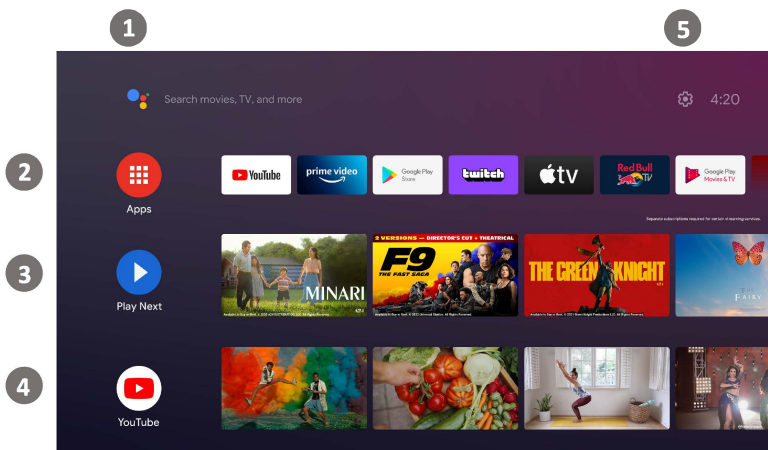 1
5
Search movies, TV, and more
4:20
2
Apps
YouTube
prime video
Google Play
Store
twitch
tv
Red Bull
TV
Google Play
Movies & TV
Separate subscriptions required for certain streaming services.
3
Play Next
MINARI
2 VERSIONS — DIRECTOR'S CUT + THEATRICAL
F9
THE FAST SAGA
THE GREEN KNIGHT
FAIRY
4
YouTube